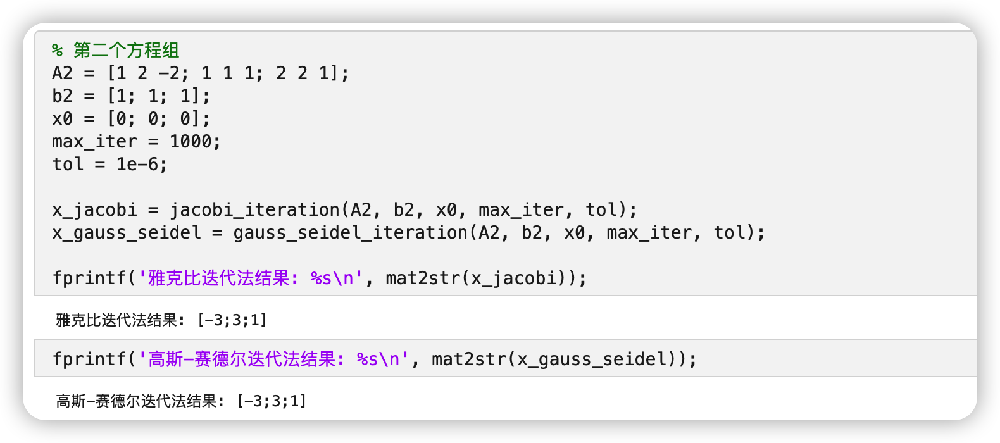 % 第二个方程组
A2 = [1 2 -2; 1 1 1; 2 2 1];
b2 = [1; 1; 1];
x0 = [0; 0; 0];
max_iter = 1000;
tol = 1e-6;
x_jacobi = jacobi_iteration(A2, b2, x0, max_iter, tol);
x_gauss_seidel = gauss_seidel_iteration(A2, b2, x0, max_iter, tol);
fprintf('雅克比迭代法结果: %s\n', mat2str(x_jacobi));
雅克比迭代法结果: [-3;3;1]
fprintf('高斯-赛德尔迭代法结果: %s\n', mat2str(x_gauss_seidel));
高斯-赛德尔迭代法结果: [-3;3;1]